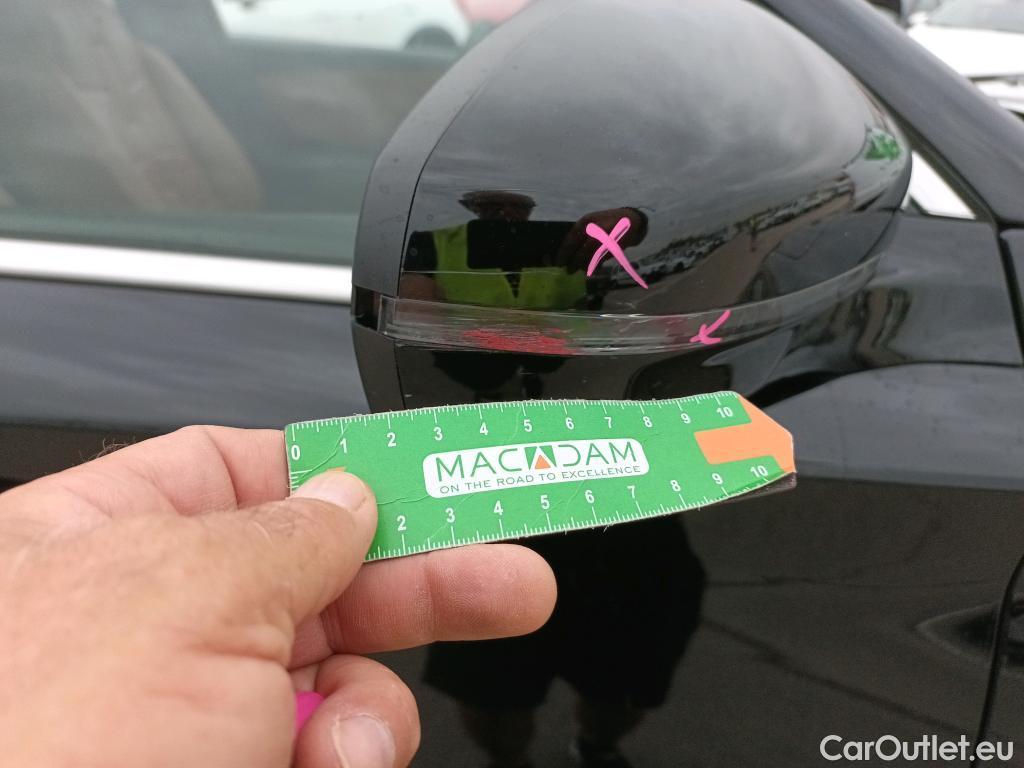 0 1 2 3 4 5 6 7 8 9 10
MACADAM
ON THE ROAD TO EXCELLENCE
2 3 4 5 6 7 8 9 10
CarOutlet.eu